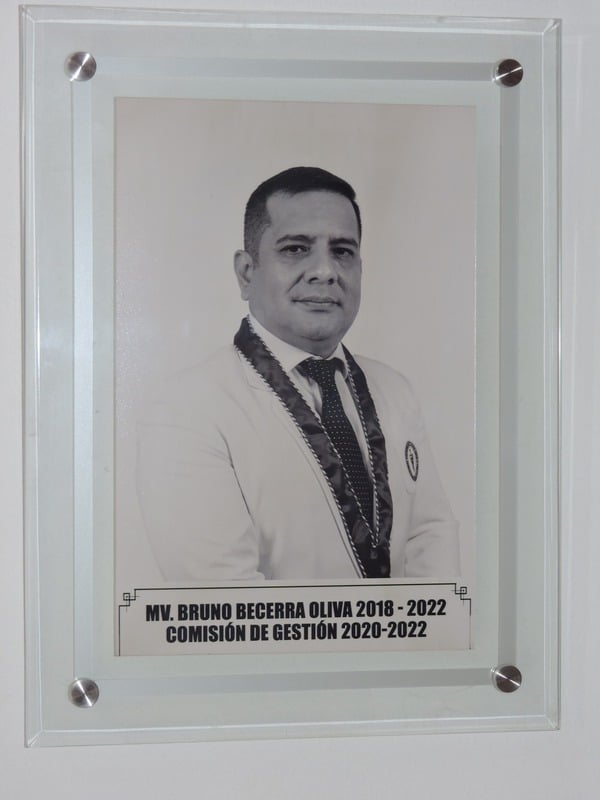 MV. BRUNO BECERRA OLIVA 2018 - 2022
COMISIÓN DE GESTIÓN 2020-2022